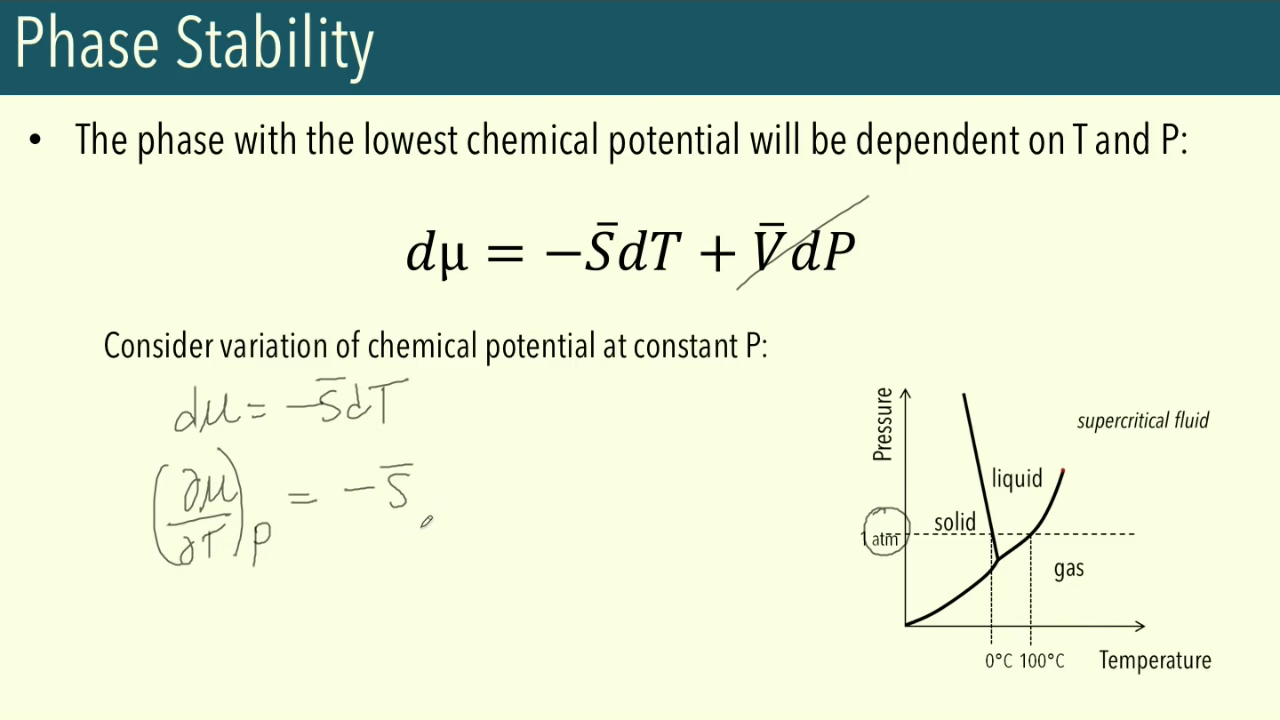 Phase Stability
• The phase with the lowest chemical potential will be dependent on T and P:
dμ = −S̄dT + V̄dP
Consider variation of chemical potential at constant P:
dμ = −S̄dT
(∂μ/∂T)P = −S̄
Pressure
supercritical fluid
liquid
solid
1 atm
gas
0°C 100°C
Temperature